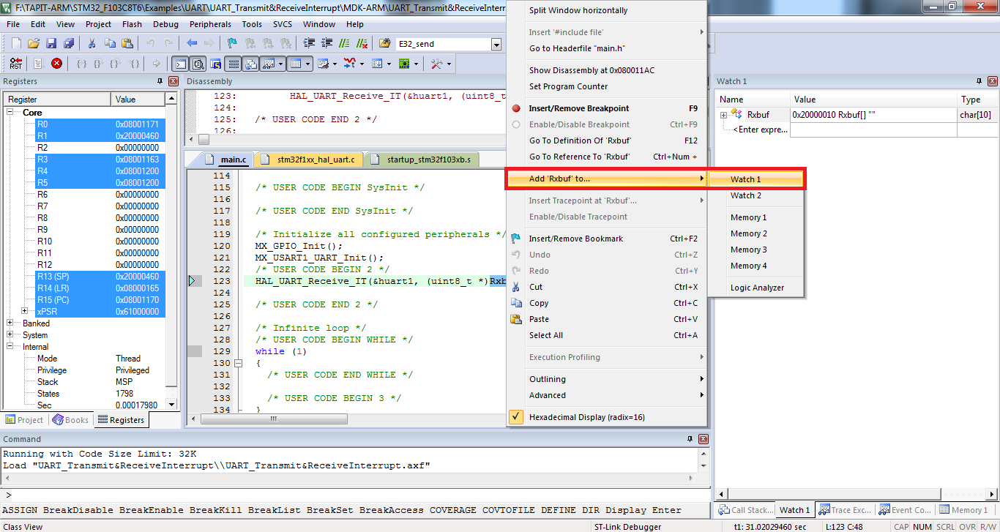 F:\TAPIT-ARM\STM32_F103C8T6\Examples\UART\UART_Transmit&ReceiveInterrupt\MDK-ARM\UART_Transmit&ReceiveInterr
File Edit View Project Flash Debug Peripherals Tools SVCS Window Help
E32_send
RST
Registers
Register Value
Core
R0 0x08001171
R1 0x20000460
R2 0x00000000
R3 0x08001163
R4 0x08001200
R5 0x08001200
R6 0x00000000
R7 0x00000000
R8 0x00000000
R9 0x00000000
R10 0x00000000
R11 0x00000000
R12 0x00000000
R13 (SP) 0x20000460
R14 (LR) 0x08000165
R15 (PC) 0x08001170
xPSR 0x61000000
Banked
System
Internal
Mode Thread
Privilege Privileged
Stack MSP
States 1798
Sec 0.00017980
Project Books Registers
Disassembly
123: HAL_UART_Receive_IT(&huart1, (uint8_t
124:
125: /* USER CODE END 2 */
126:
main.c stm32f1xx_hal_uart.c startup_stm32f103xb.s
114
115 /* USER CODE BEGIN SysInit */
116
117 /* USER CODE END SysInit */
118
119 /* Initialize all configured peripherals */
120 MX_GPIO_Init();
121 MX_USART1_UART_Init();
122 /* USER CODE BEGIN 2 */
123 HAL_UART_Receive_IT(&huart1, (uint8_t *)Rxb
124
125 /* USER CODE END 2 */
126
127 /* Infinite loop */
128 /* USER CODE BEGIN WHILE */
129 while (1)
130 {
131 /* USER CODE END WHILE */
132
133 /* USER CODE BEGIN 3 */
134 }
Split Window horizontally
Insert '#include file'
Go to Headerfile "main.h"
Show Disassembly at 0x080011AC
Set Program Counter
Insert/Remove Breakpoint F9
Enable/Disable Breakpoint Ctrl+F9
Go To Definition Of 'Rxbuf' F12
Go To Reference To 'Rxbuf' Ctrl+Num +
Add 'Rxbuf' to...
Insert Tracepoint at 'Rxbuf'...
Enable/Disable Tracepoint
Insert/Remove Bookmark Ctrl+F2
Undo Ctrl+Z
Redo Ctrl+Y
Cut Ctrl+X
Copy Ctrl+C
Paste Ctrl+V
Select All Ctrl+A
Execution Profiling
Outlining
Advanced
Hexadecimal Display (radix=16)
Watch 1
Watch 2
Memory 1
Memory 2
Memory 3
Memory 4
Logic Analyzer
Watch 1
Name Value Type
Rxbuf 0x20000010 Rxbuf[] "" char[10]
<Enter expre...
Command
Running with Code Size Limit: 32K
Load "UART_Transmit&ReceiveInterrupt\\UART_Transmit&ReceiveInterrupt.axf"
>
ASSIGN BreakDisable BreakEnable BreakKill BreakList BreakSet BreakAccess COVERAGE COVTOFILE DEFINE DIR Display Enter
Call Stack... Watch 1 Trace Exc... Event Co... Memory 1
Class View ST-Link Debugger t1: 31.02029460 sec L:123 C:48 CAP NUM SCRL OVR R/W